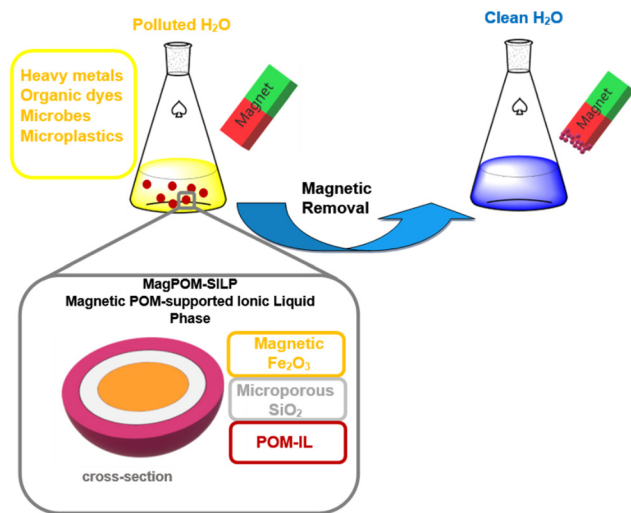 Polluted H₂O
Clean H₂O
Heavy metals
Organic dyes
Microbes
Microplastics
Magnet
Magnet
Magnetic
Removal
MagPOM-SILP
Magnetic POM-supported Ionic Liquid
Phase
Magnetic
Fe₂O₃
Microporous
SiO₂
POM-IL
cross-section